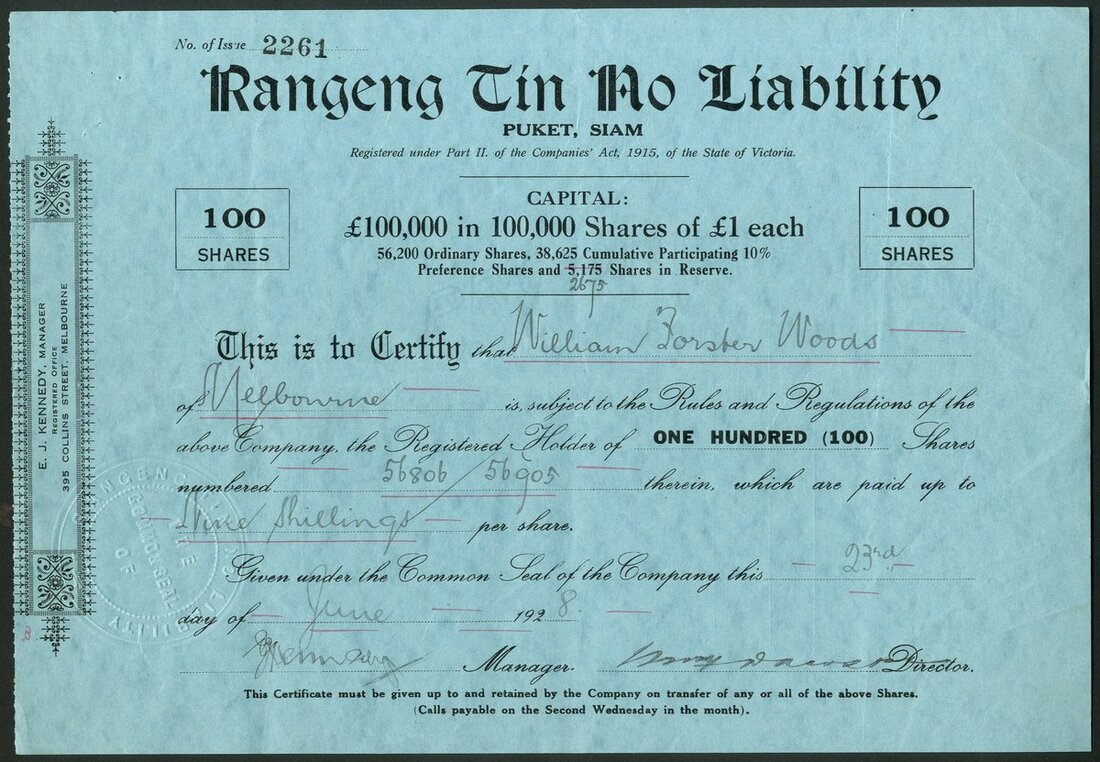 No. of Issue 2261
Rangeng Tin No Liability
PUKET, SIAM
Registered under Part II. of the Companies' Act, 1915, of the State of Victoria.
100
SHARES
CAPITAL:
£100,000 in 100,000 Shares of £1 each
56,200 Ordinary Shares, 38,625 Cumulative Participating 10%
Preference Shares and 5,175 Shares in Reserve.
2675
100
SHARES
This is to Certify that William Forster Woods
of Melbourne is, subject to the Rules and Regulations of the
above Company, the Registered Holder of ONE HUNDRED (100) Shares
numbered 56806 / 56905 therein, which are paid up to
Nine Shillings per share.
Given under the Common Seal of the Company this 23rd
day of June 1928.
Kennedy Manager. Director.
This Certificate must be given up to and retained by the Company on transfer of any or all of the above Shares.
(Calls payable on the Second Wednesday in the month).
E. J. KENNEDY, MANAGER
REGISTERED OFFICE
395 COLLINS STREET, MELBOURNE